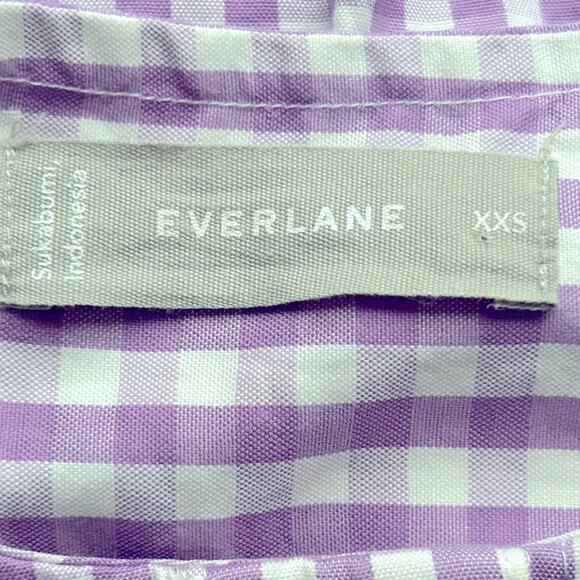 Sukabumi,
Indonesia
EVERLANE
XXS